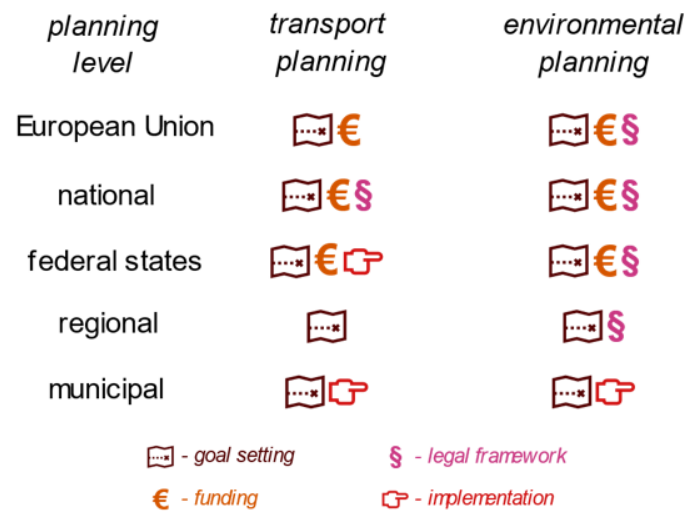 planning level
transport planning
environmental planning
European Union
€
€ §
national
€ §
€ §
federal states
€
€ §
regional
§
municipal
- goal setting
§ - legal framework
€ - funding
- implementation